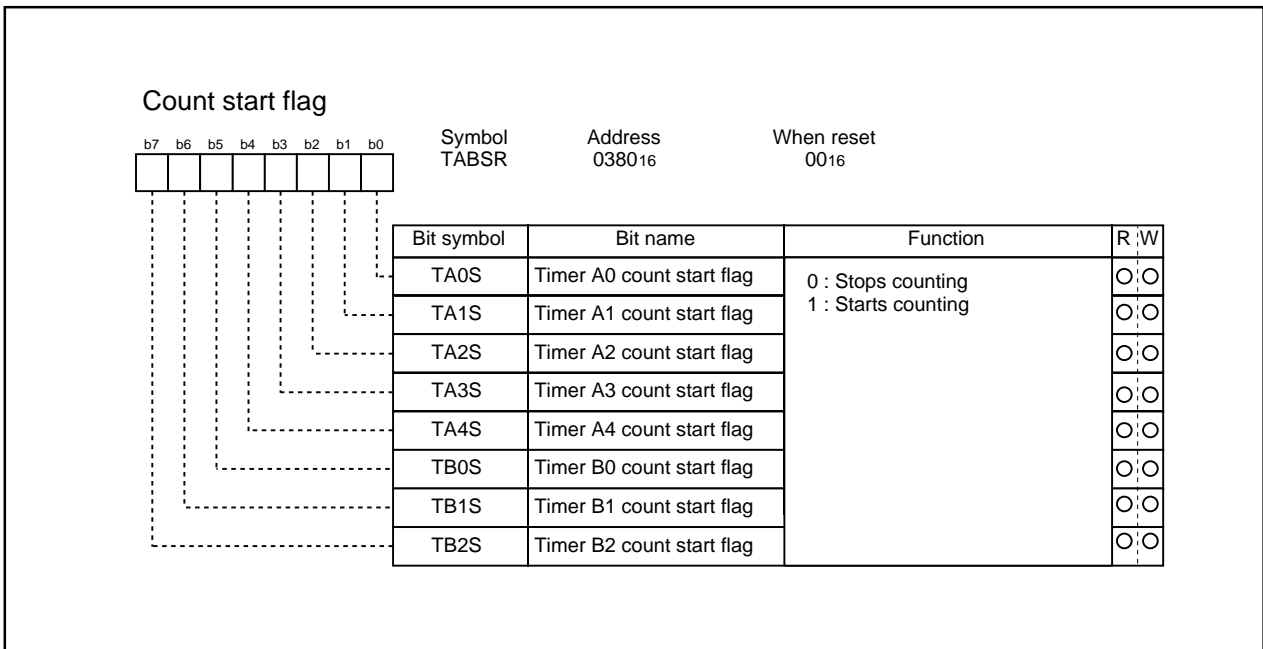 Count start flag
b7 b6 b5 b4 b3 b2 b1 b0
Symbol Address When reset
TABSR 038016 0016
Bit symbol Bit name Function R W
TA0S Timer A0 count start flag 0 : Stops counting
1 : Starts counting
TA1S Timer A1 count start flag
TA2S Timer A2 count start flag
TA3S Timer A3 count start flag
TA4S Timer A4 count start flag
TB0S Timer B0 count start flag
TB1S Timer B1 count start flag
TB2S Timer B2 count start flag